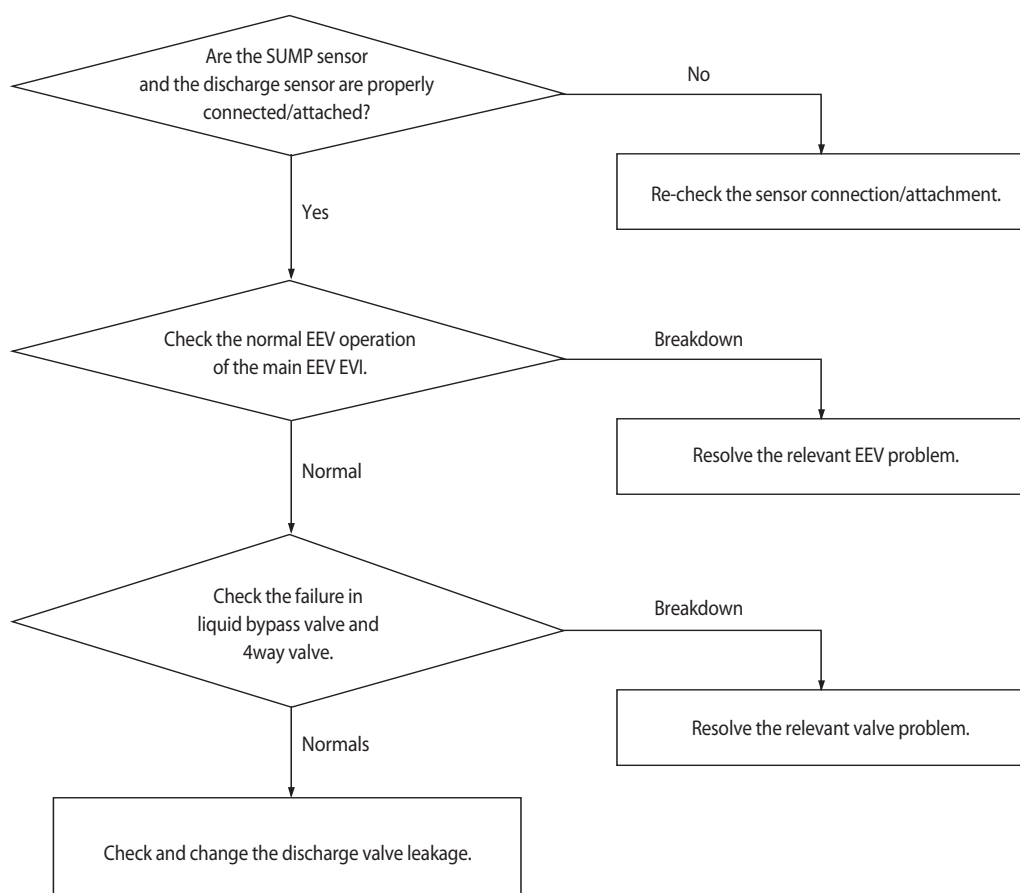 Are the SUMP sensor
and the discharge sensor are properly
connected/attached?
No
Re-check the sensor connection/attachment.
Yes
Check the normal EEV operation
of the main EEV EVI.
Breakdown
Resolve the relevant EEV problem.
Normal
Check the failure in
liquid bypass valve and
4way valve.
Breakdown
Resolve the relevant valve problem.
Normals
Check and change the discharge valve leakage.